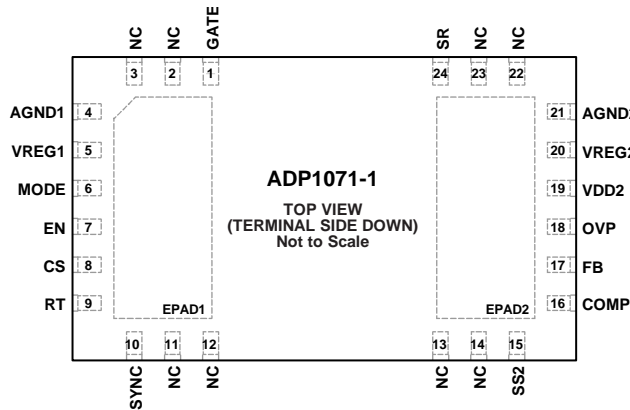 NC
NC
GATE
SR
NC
NC
3
2
1
24
23
22
AGND1 4
VREG1 5
MODE 6
EN 7
CS 8
RT 9
ADP1071-1
TOP VIEW
(TERMINAL SIDE DOWN)
Not to Scale
21
20 VREG2
19 VDD2
18 OVP
17 FB
16 COMP
EPAD1
EPAD2
10
11
12
13
14
15
SYNC
NC
NC
NC
NC
SS2